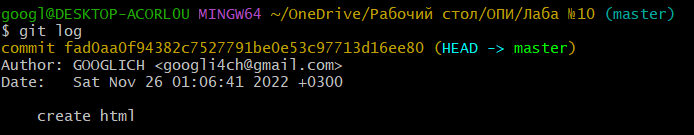 googl@DESKTOP-ACORL0U MINGW64 ~/OneDrive/Рабочий стол/ОПИ/Лаба №10 (master)
$ git log
commit fad0aa0f94382c7527791be0e53c97713d16ee80 (HEAD -> master)
Author: GOOGLICH <googli4ch@gmail.com>
Date:   Sat Nov 26 01:06:41 2022 +0300
    create html